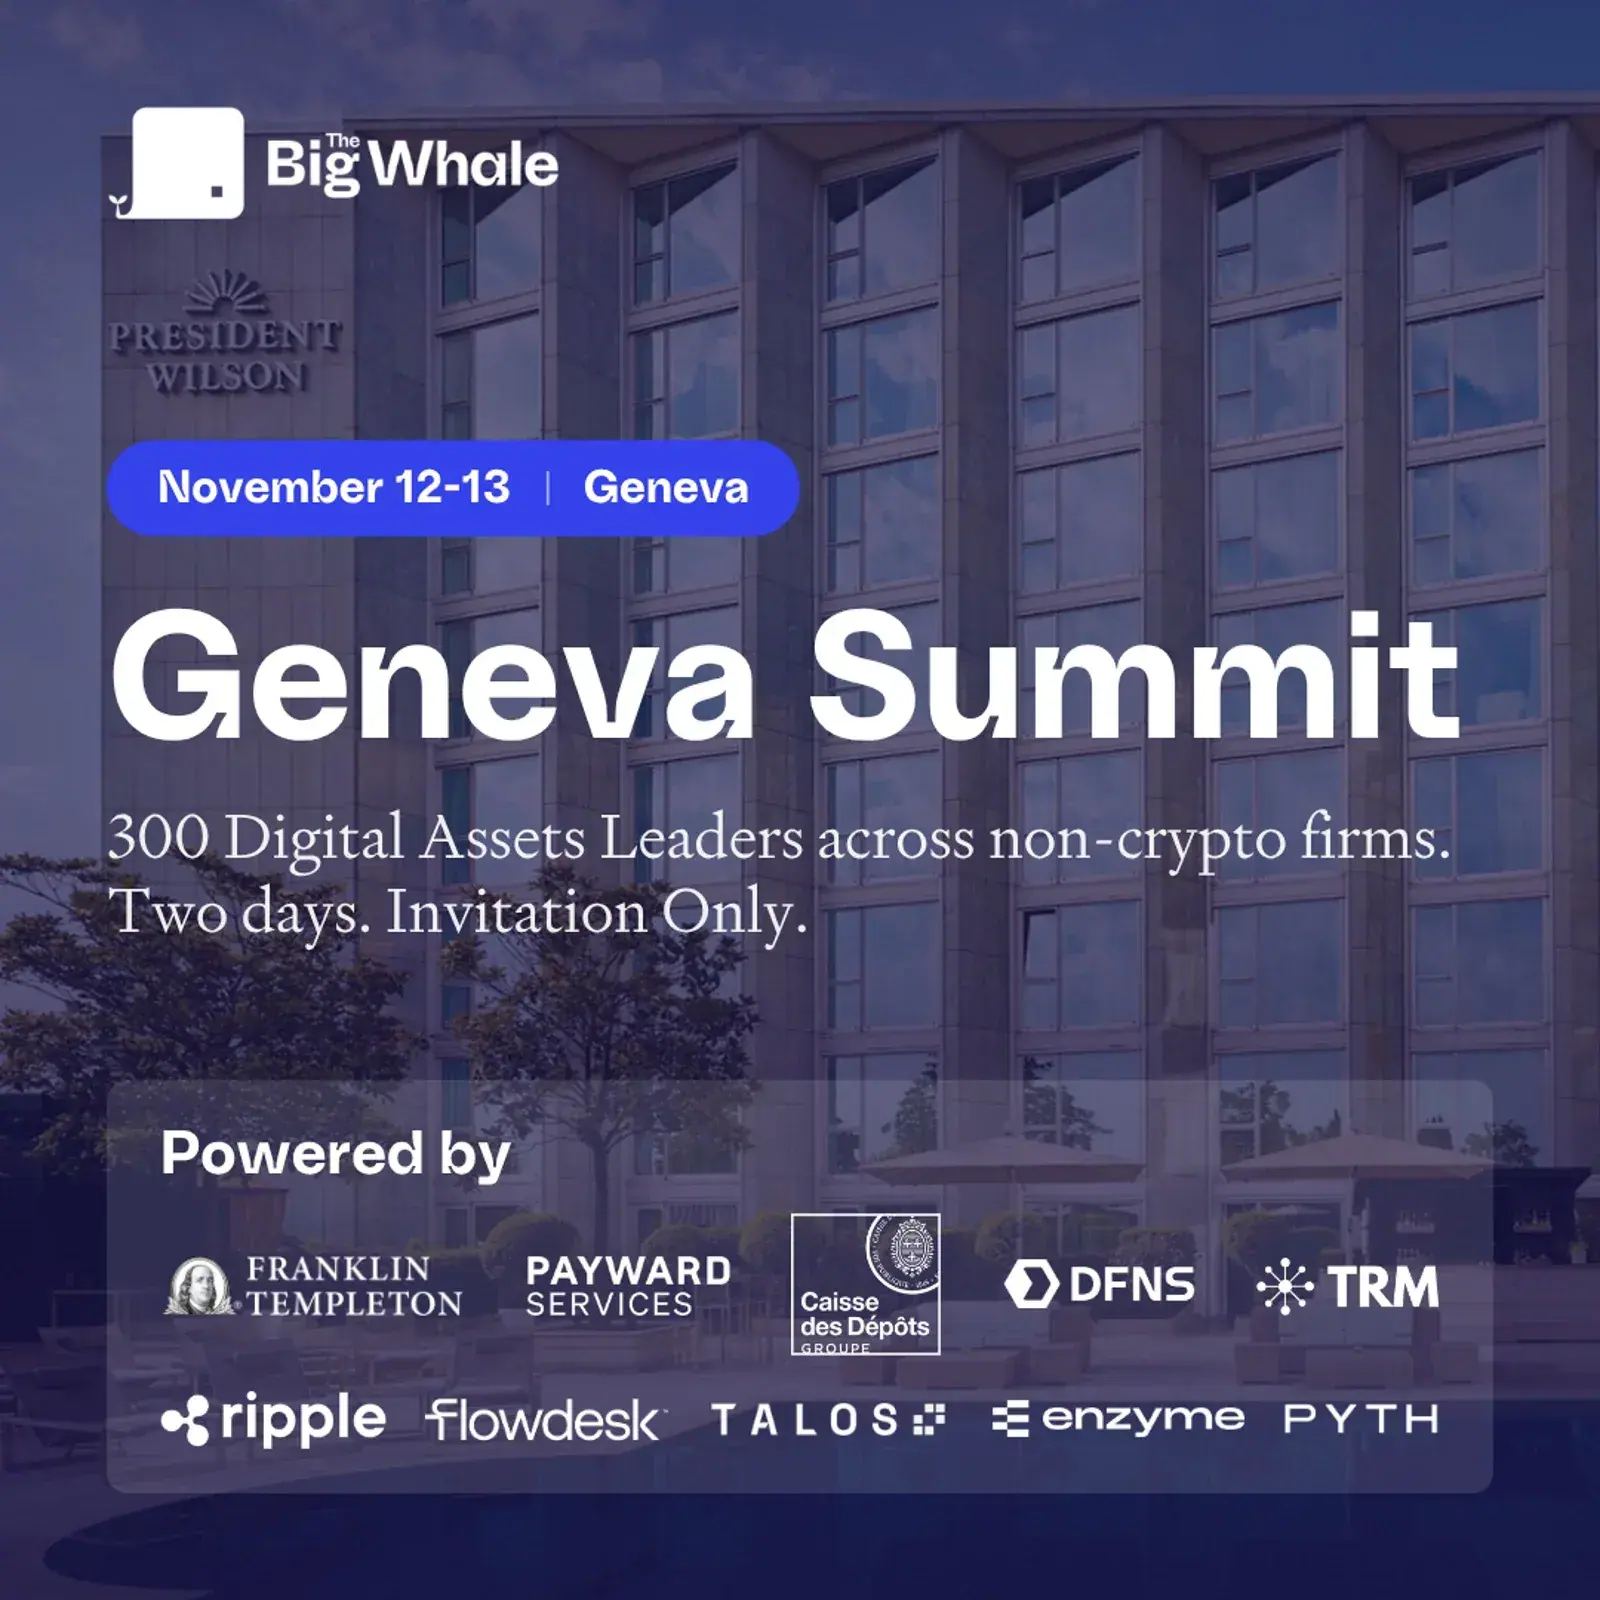 The Big Whale
PRESIDENT
WILSON
November 12-13 | Geneva
Geneva Summit
300 Digital Assets Leaders across non-crypto firms.
Two days. Invitation Only.
Powered by
FRANKLIN
TEMPLETON
PAYWARD
SERVICES
Caisse
des Dépôts
GROUPE
DFNS
TRM
ripple
flowdesk
TALOS
enzyme
PYTH